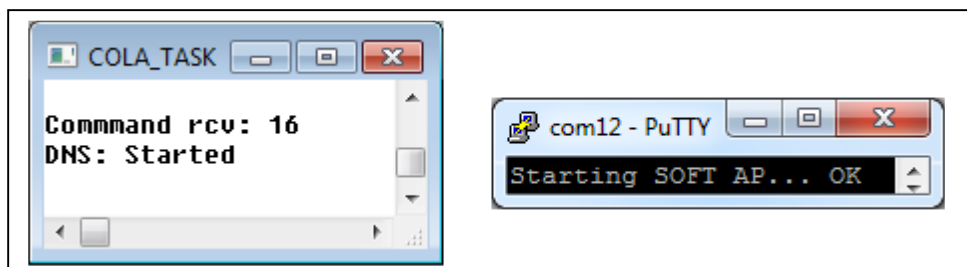 COLA_TASK
Commmand rcv: 16
DNS: Started
com12 - PuTTY
Starting SOFT AP... OK